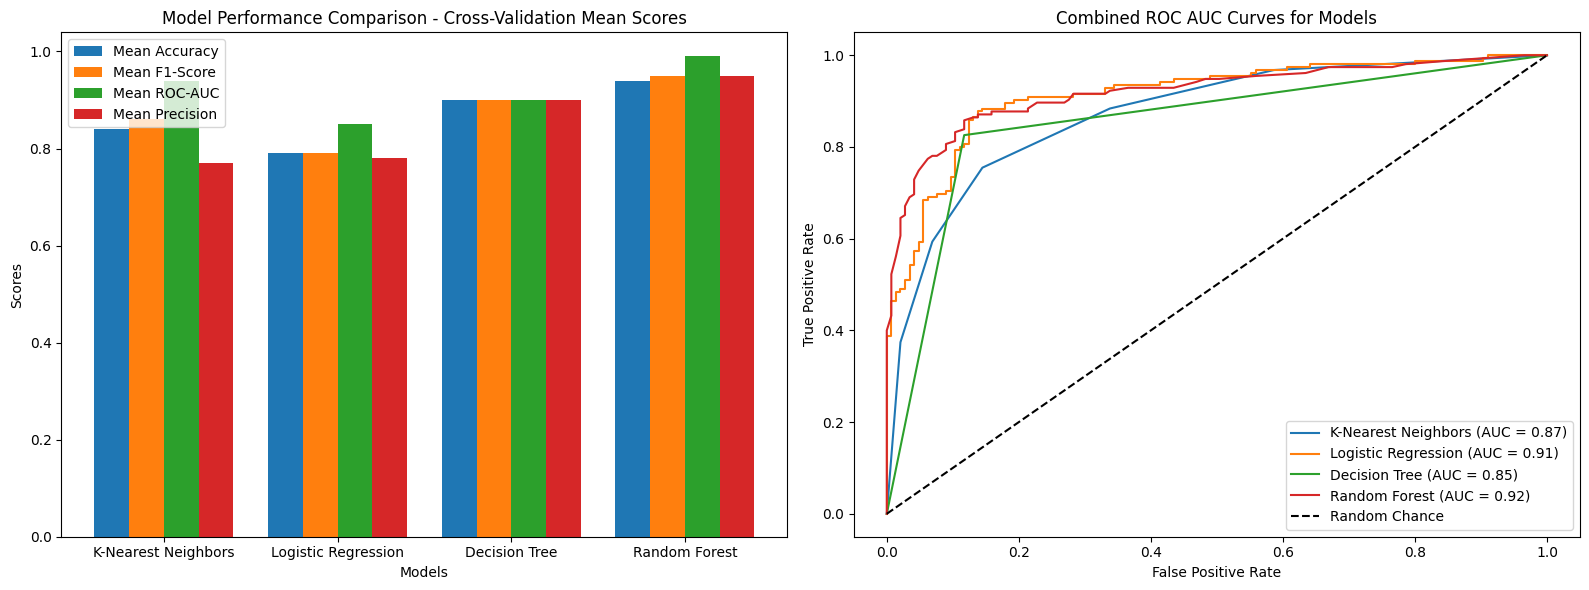 Model Performance Comparison - Cross-Validation Mean Scores
Mean Accuracy
Mean F1-Score
Mean ROC-AUC
Mean Precision
1.0
0.8
0.6
0.4
0.2
0.0
Scores
K-Nearest Neighbors
Logistic Regression
Decision Tree
Random Forest
Models
Combined ROC AUC Curves for Models
1.0
0.8
0.6
0.4
0.2
0.0
True Positive Rate
K-Nearest Neighbors (AUC = 0.87)
Logistic Regression (AUC = 0.91)
Decision Tree (AUC = 0.85)
Random Forest (AUC = 0.92)
Random Chance
0.0
0.2
0.4
0.6
0.8
1.0
False Positive Rate